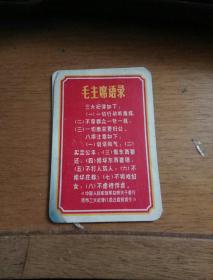 毛主席语录
三大纪律如下：
（一）一切行动听指挥，
（二）不拿群众一针一线，
（三）一切缴获要归公。
八项注意如下：
（一）说话和气；（二）
买卖公平；（三）借东西要
还；（四）损坏东西要赔；
（五）不打人骂人；（六）不
损坏庄稼；（七）不调戏妇
女；（八）不虐待俘虏。